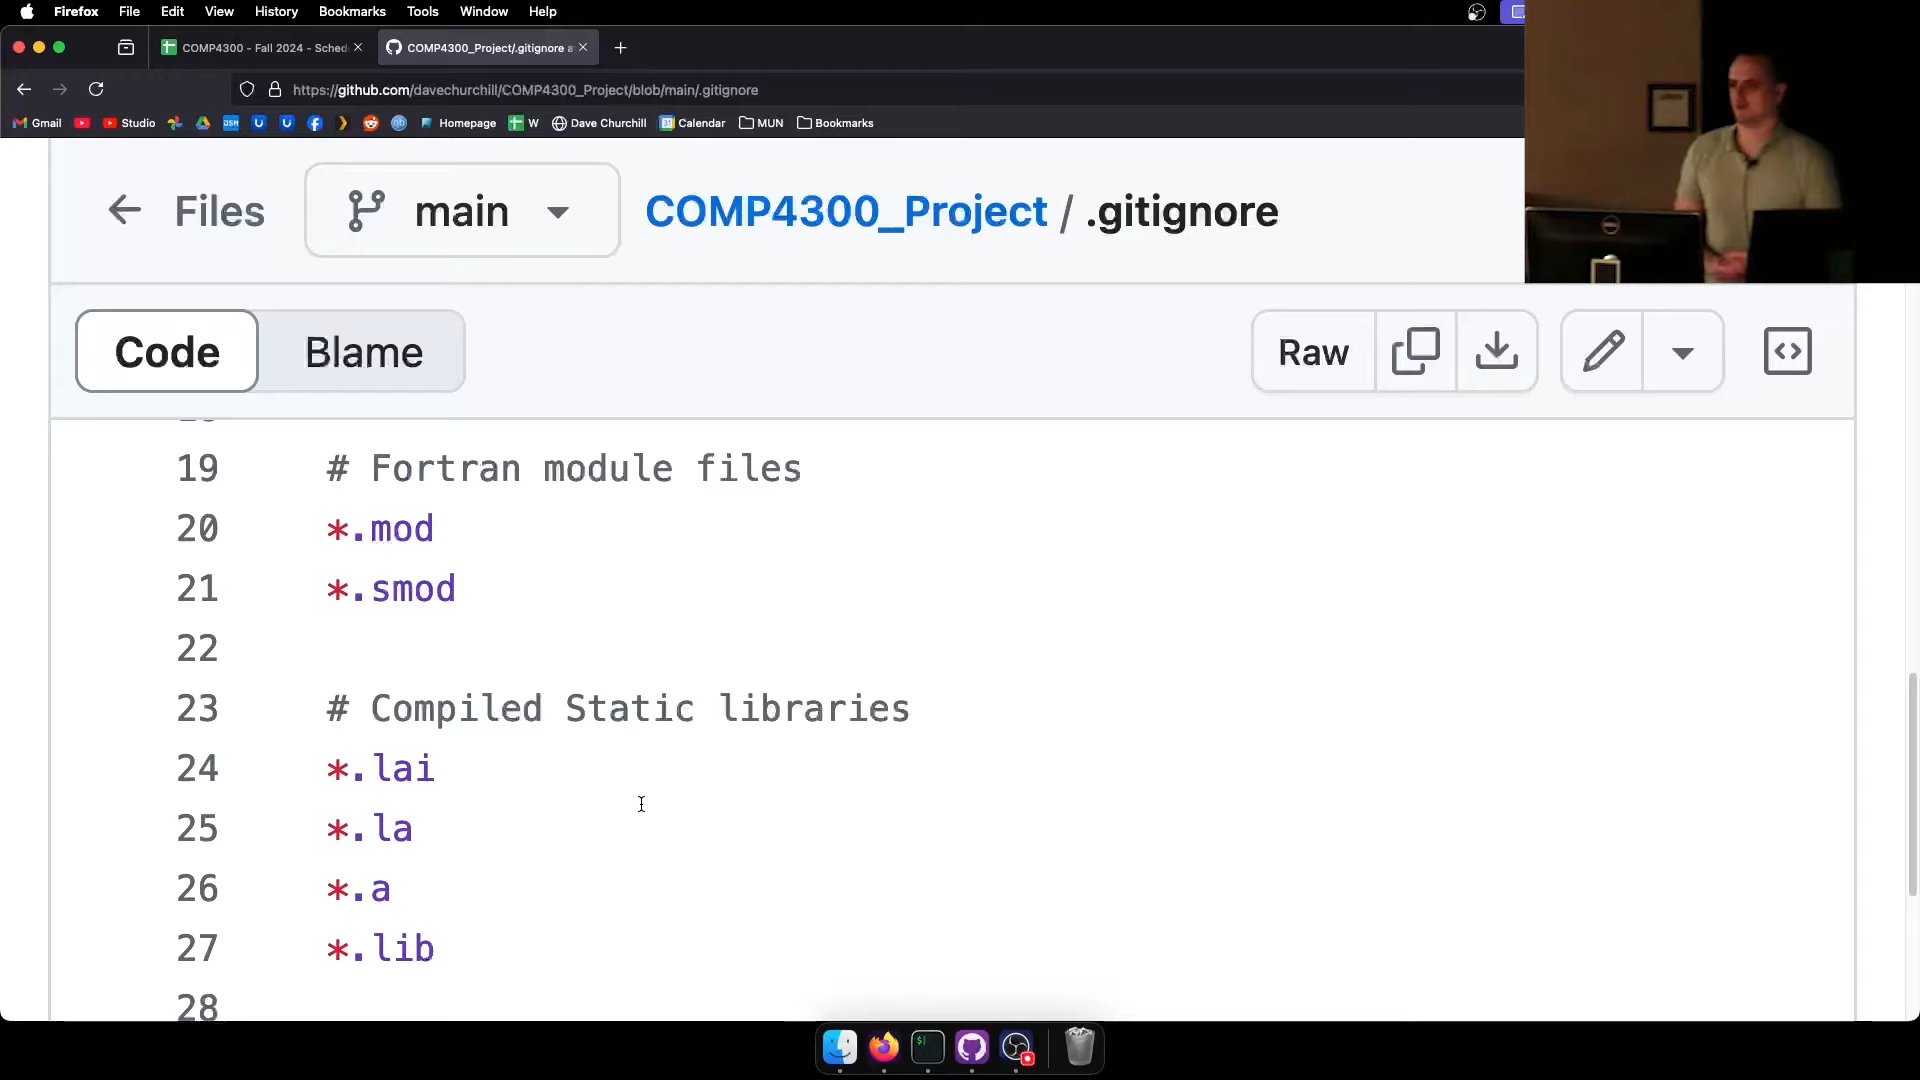 Firefox File Edit View History Bookmarks Tools Window Help
COMP4300 - Fall 2024 - Sched
COMP4300_Project/.gitignore a
https://github.com/davechurchill/COMP4300_Project/blob/main/.gitignore
Gmail Studio Homepage W Dave Churchill Calendar MUN Bookmarks
Files main COMP4300_Project / .gitignore
Code Blame Raw
19 # Fortran module files
20 *.mod
21 *.smod
22
23 # Compiled Static libraries
24 *.lai
25 *.la
26 *.a
27 *.lib
28